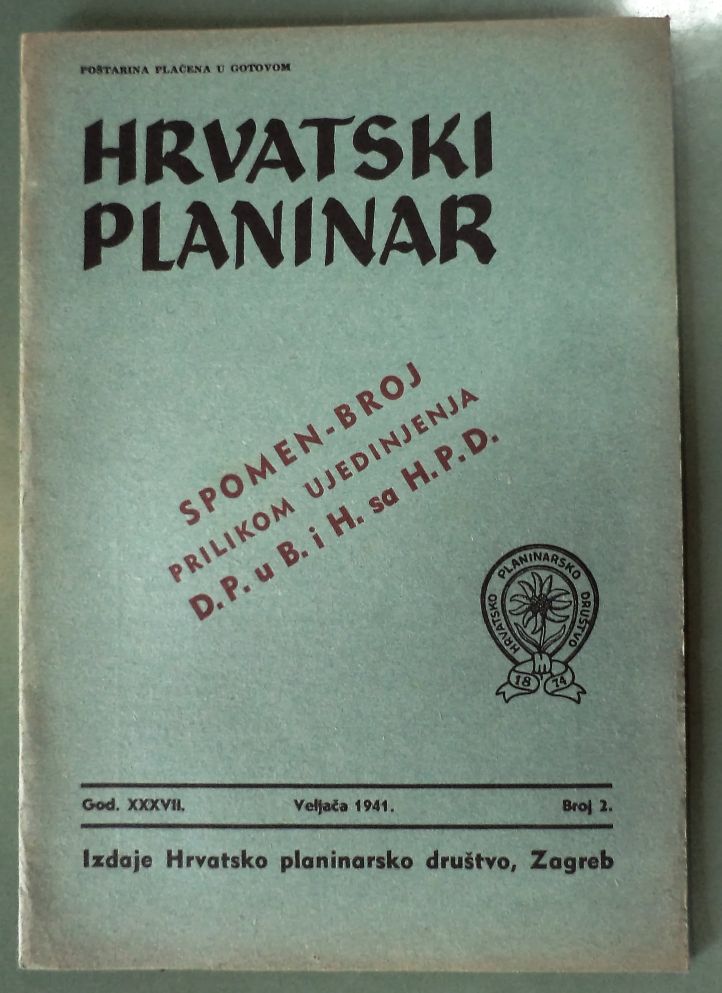 POŠTARINA PLAĆENA U GOTOVOM
HRVATSKI
PLANINAR
SPOMEN-BROJ
PRILIKOM UJEDINJENJA
D.P. u B. i H. sa H.P.D.
HRVATSKO PLANINARSKO DRUŠTVO
18 74
God. XXXVII. Veljača 1941. Broj 2.
Izdaje Hrvatsko planinarsko društvo, Zagreb